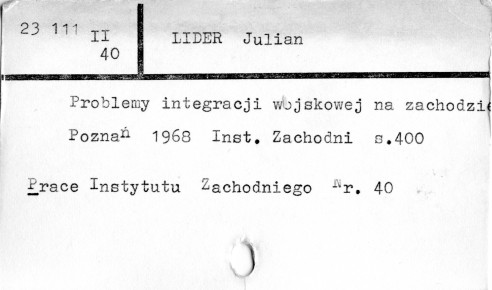 23 111 II
40
LIDER Julian
Problemy integracji wojskowej na zachodzie
Poznań 1968 Inst. Zachodni s.400
Prace Instytutu Zachodniego Nr. 40